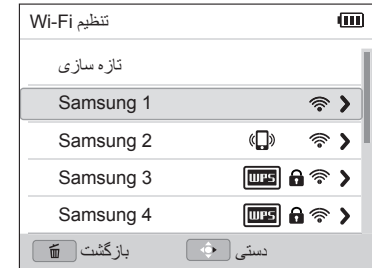 تنظیم Wi-Fi
تازه سازی
Samsung 1
Samsung 2
Samsung 3 WPS
Samsung 4 WPS
بازگشت دستی